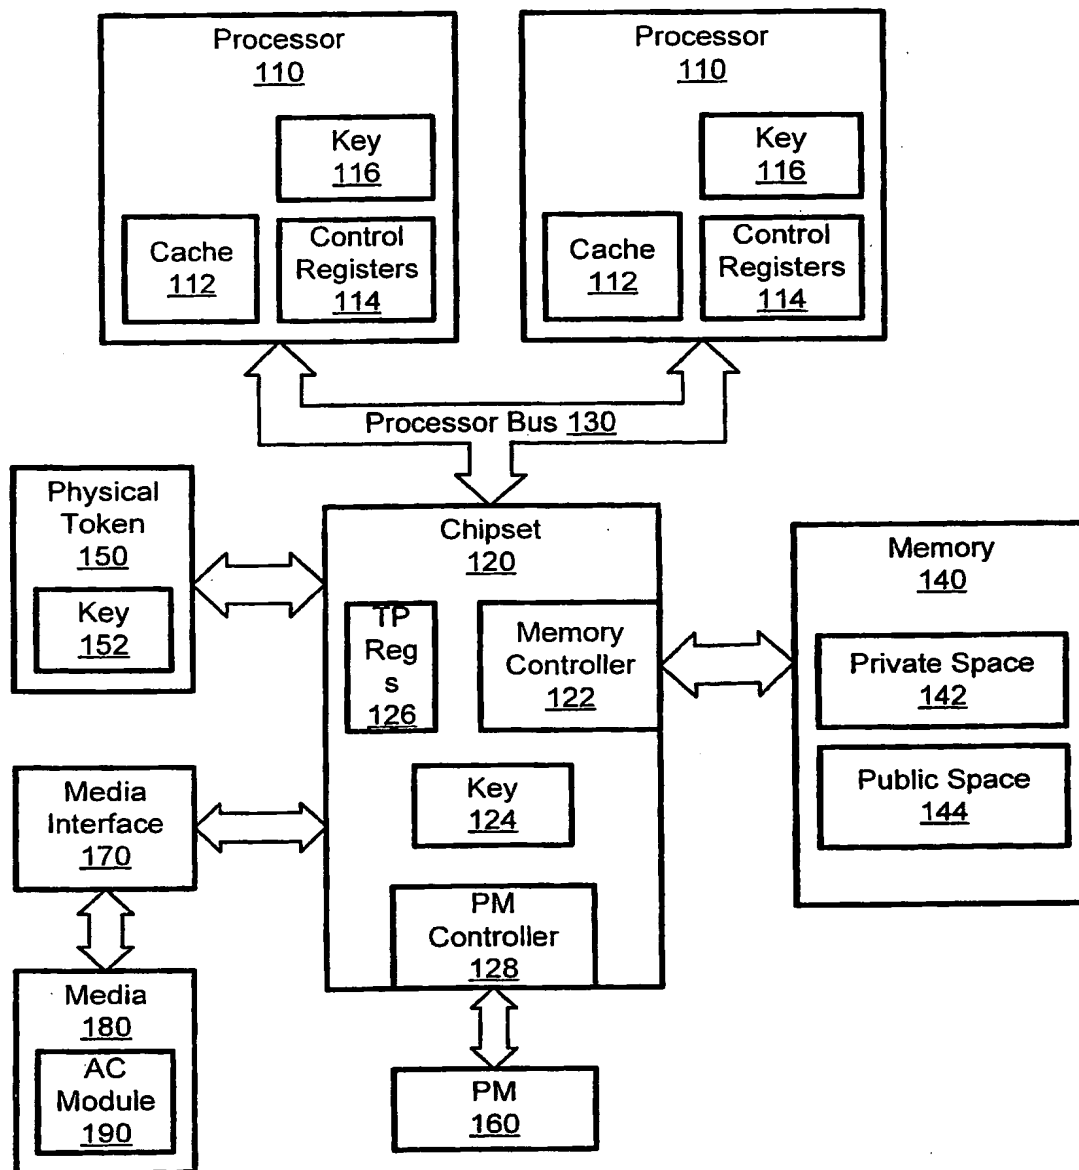 Processor
110
Key
116
Cache
112
Control
Registers
114
Processor
110
Key
116
Cache
112
Control
Registers
114
Processor Bus 130
Physical
Token
150
Key
152
Chipset
120
TP
Reg
s
126
Memory
Controller
122
Key
124
PM
Controller
128
Memory
140
Private Space
142
Public Space
144
Media
Interface
170
Media
180
AC
Module
190
PM
160